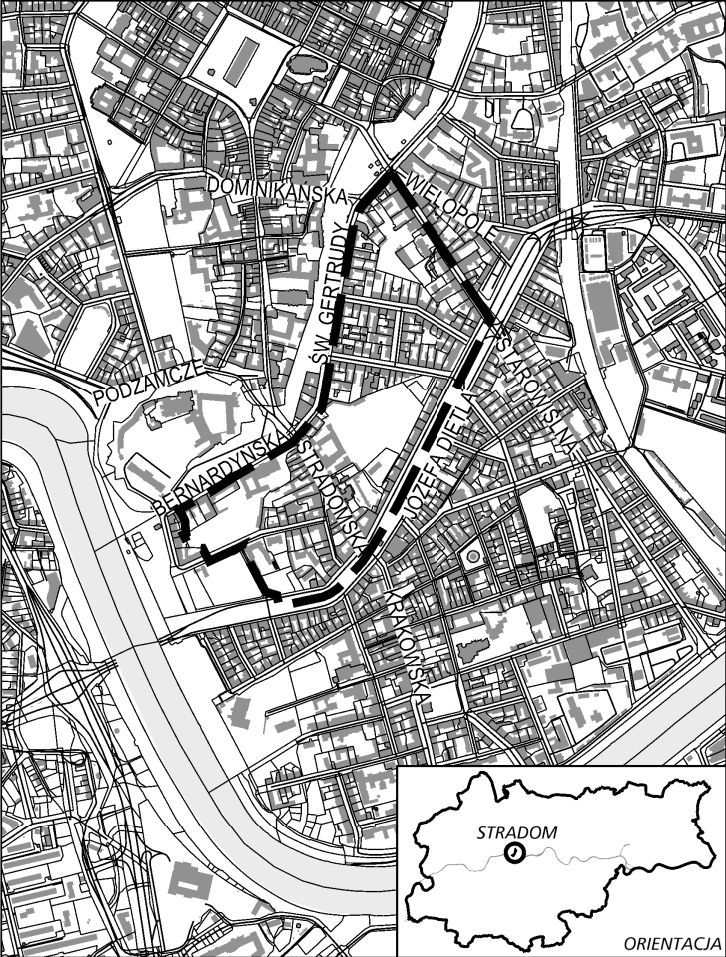 DOMINIKAŃSKA
WIELOPOLE
ŚW. GERTRUDY
STAROWIŚLNA
PODZAMCZE
JÓZEFA DIETLA
BERNARDYŃSKA
STRADOMSKA
KRAKOWSKA
STRADOM
ORIENTACJA